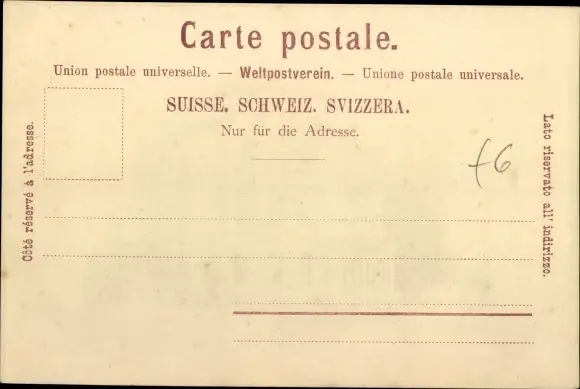 Carte postale.
Union postale universelle. — Weltpostverein. — Unione postale universale.
SUISSE. SCHWEIZ. SVIZZERA.
Nur für die Adresse.
Côté réservé à l'adresse.
Lato riservato all' indirizzo.
f6